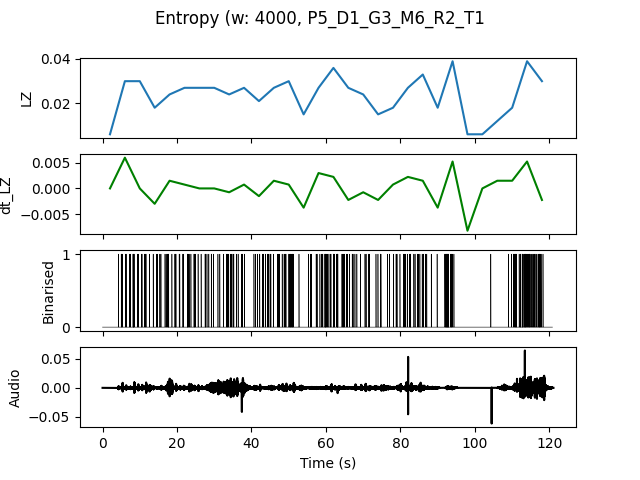 Entropy (w: 4000, P5_D1_G3_M6_R2_T1
0.04
0.02
LZ
0.005
0.000
−0.005
dt_LZ
1
0
Binarised
0.05
0.00
−0.05
Audio
0 20 40 60 80 100 120
Time (s)